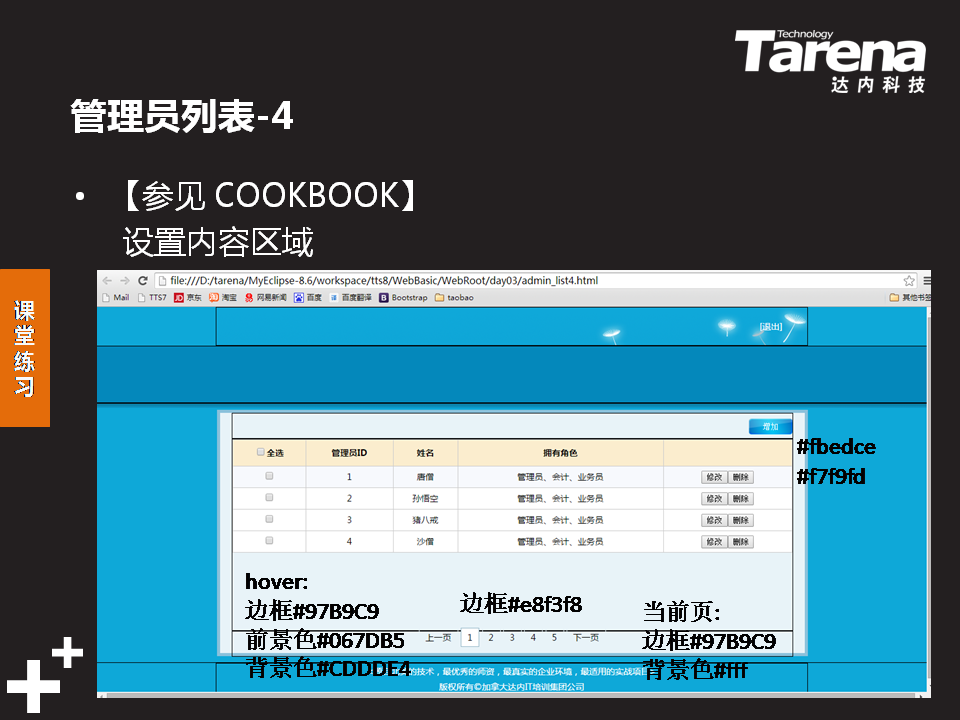 Technology
Tarena
达内科技
管理员列表-4
• 【参见 COOKBOOK】
设置内容区域
课堂练习
file:///D:/tarena/MyEclipse-8.6/workspace/tts8/WebBasic/WebRoot/day03/admin_list4.html
Mail TTS7 京东 淘宝 网易新闻 百度 百度翻译 Bootstrap taobao 其他书签
[退出]
增加
全选 管理员ID 姓名 拥有角色
#fbedce
1 唐僧 管理员、会计、业务员 修改 删除
#f7f9fd
2 孙悟空 管理员、会计、业务员 修改 删除
3 猪八戒 管理员、会计、业务员 修改 删除
4 沙僧 管理员、会计、业务员 修改 删除
hover:
边框#97B9C9
前景色#067DB5
背景色#CDDDE4
边框#e8f3f8
当前页:
边框#97B9C9
背景色#fff
上一页 1 2 3 4 5 下一页
的技术，最优秀的师资，最真实的企业环境，最适用的实战项目
版权所有©加拿大达内IT培训集团公司